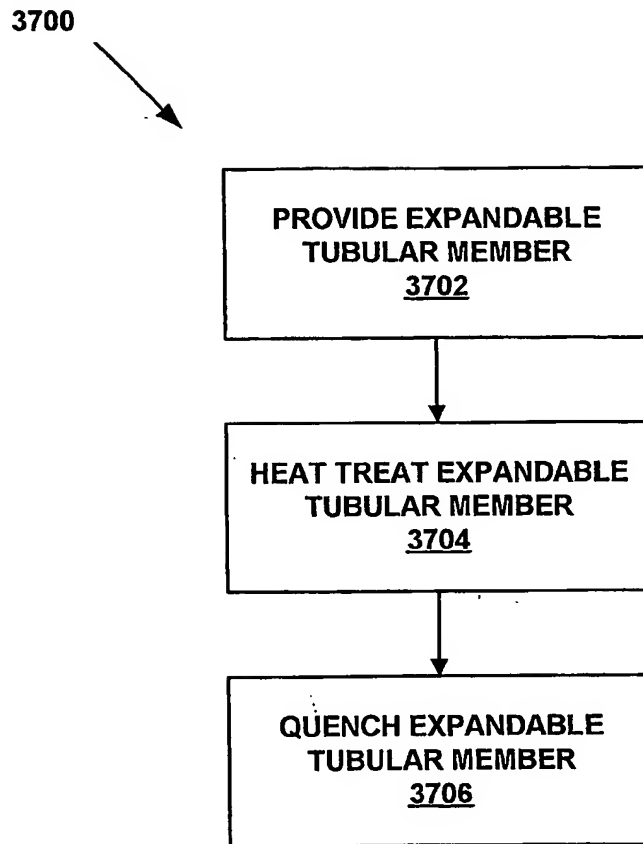 3700
PROVIDE EXPANDABLE
TUBULAR MEMBER
3702
HEAT TREAT EXPANDABLE
TUBULAR MEMBER
3704
QUENCH EXPANDABLE
TUBULAR MEMBER
3706